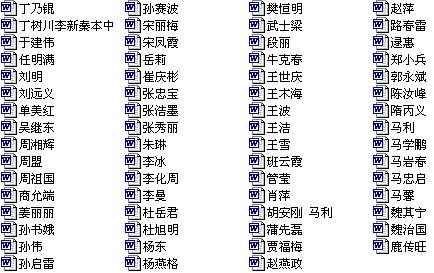 丁乃锟
丁树川李新秦本中
于建伟
任明满
刘明
刘远义
单美红
吴继东
周湘辉
周盟
周祖国
商允端
姜丽丽
孙书娥
孙伟
孙启雷
孙赛波
宋丽梅
宋凤霞
岳莉
崔庆彬
张忠宝
张浩墨
张秀丽
朱琳
李冰
李化周
李曼
杜岳君
杜旭明
杨东
杨燕格
樊恒明
武士梁
段丽
牛克春
王世庆
王木海
王波
王洁
王雪
班云霞
管莹
肖萍
胡安刚 马利
蒲先磊
贾福梅
赵燕政
赵萍
路春雷
逯惠
郑小兵
郭永斌
陈汝峰
隋丙义
马利
马学鹏
马岩春
马忠启
马馨
魏其宁
魏治国
鹿传旺